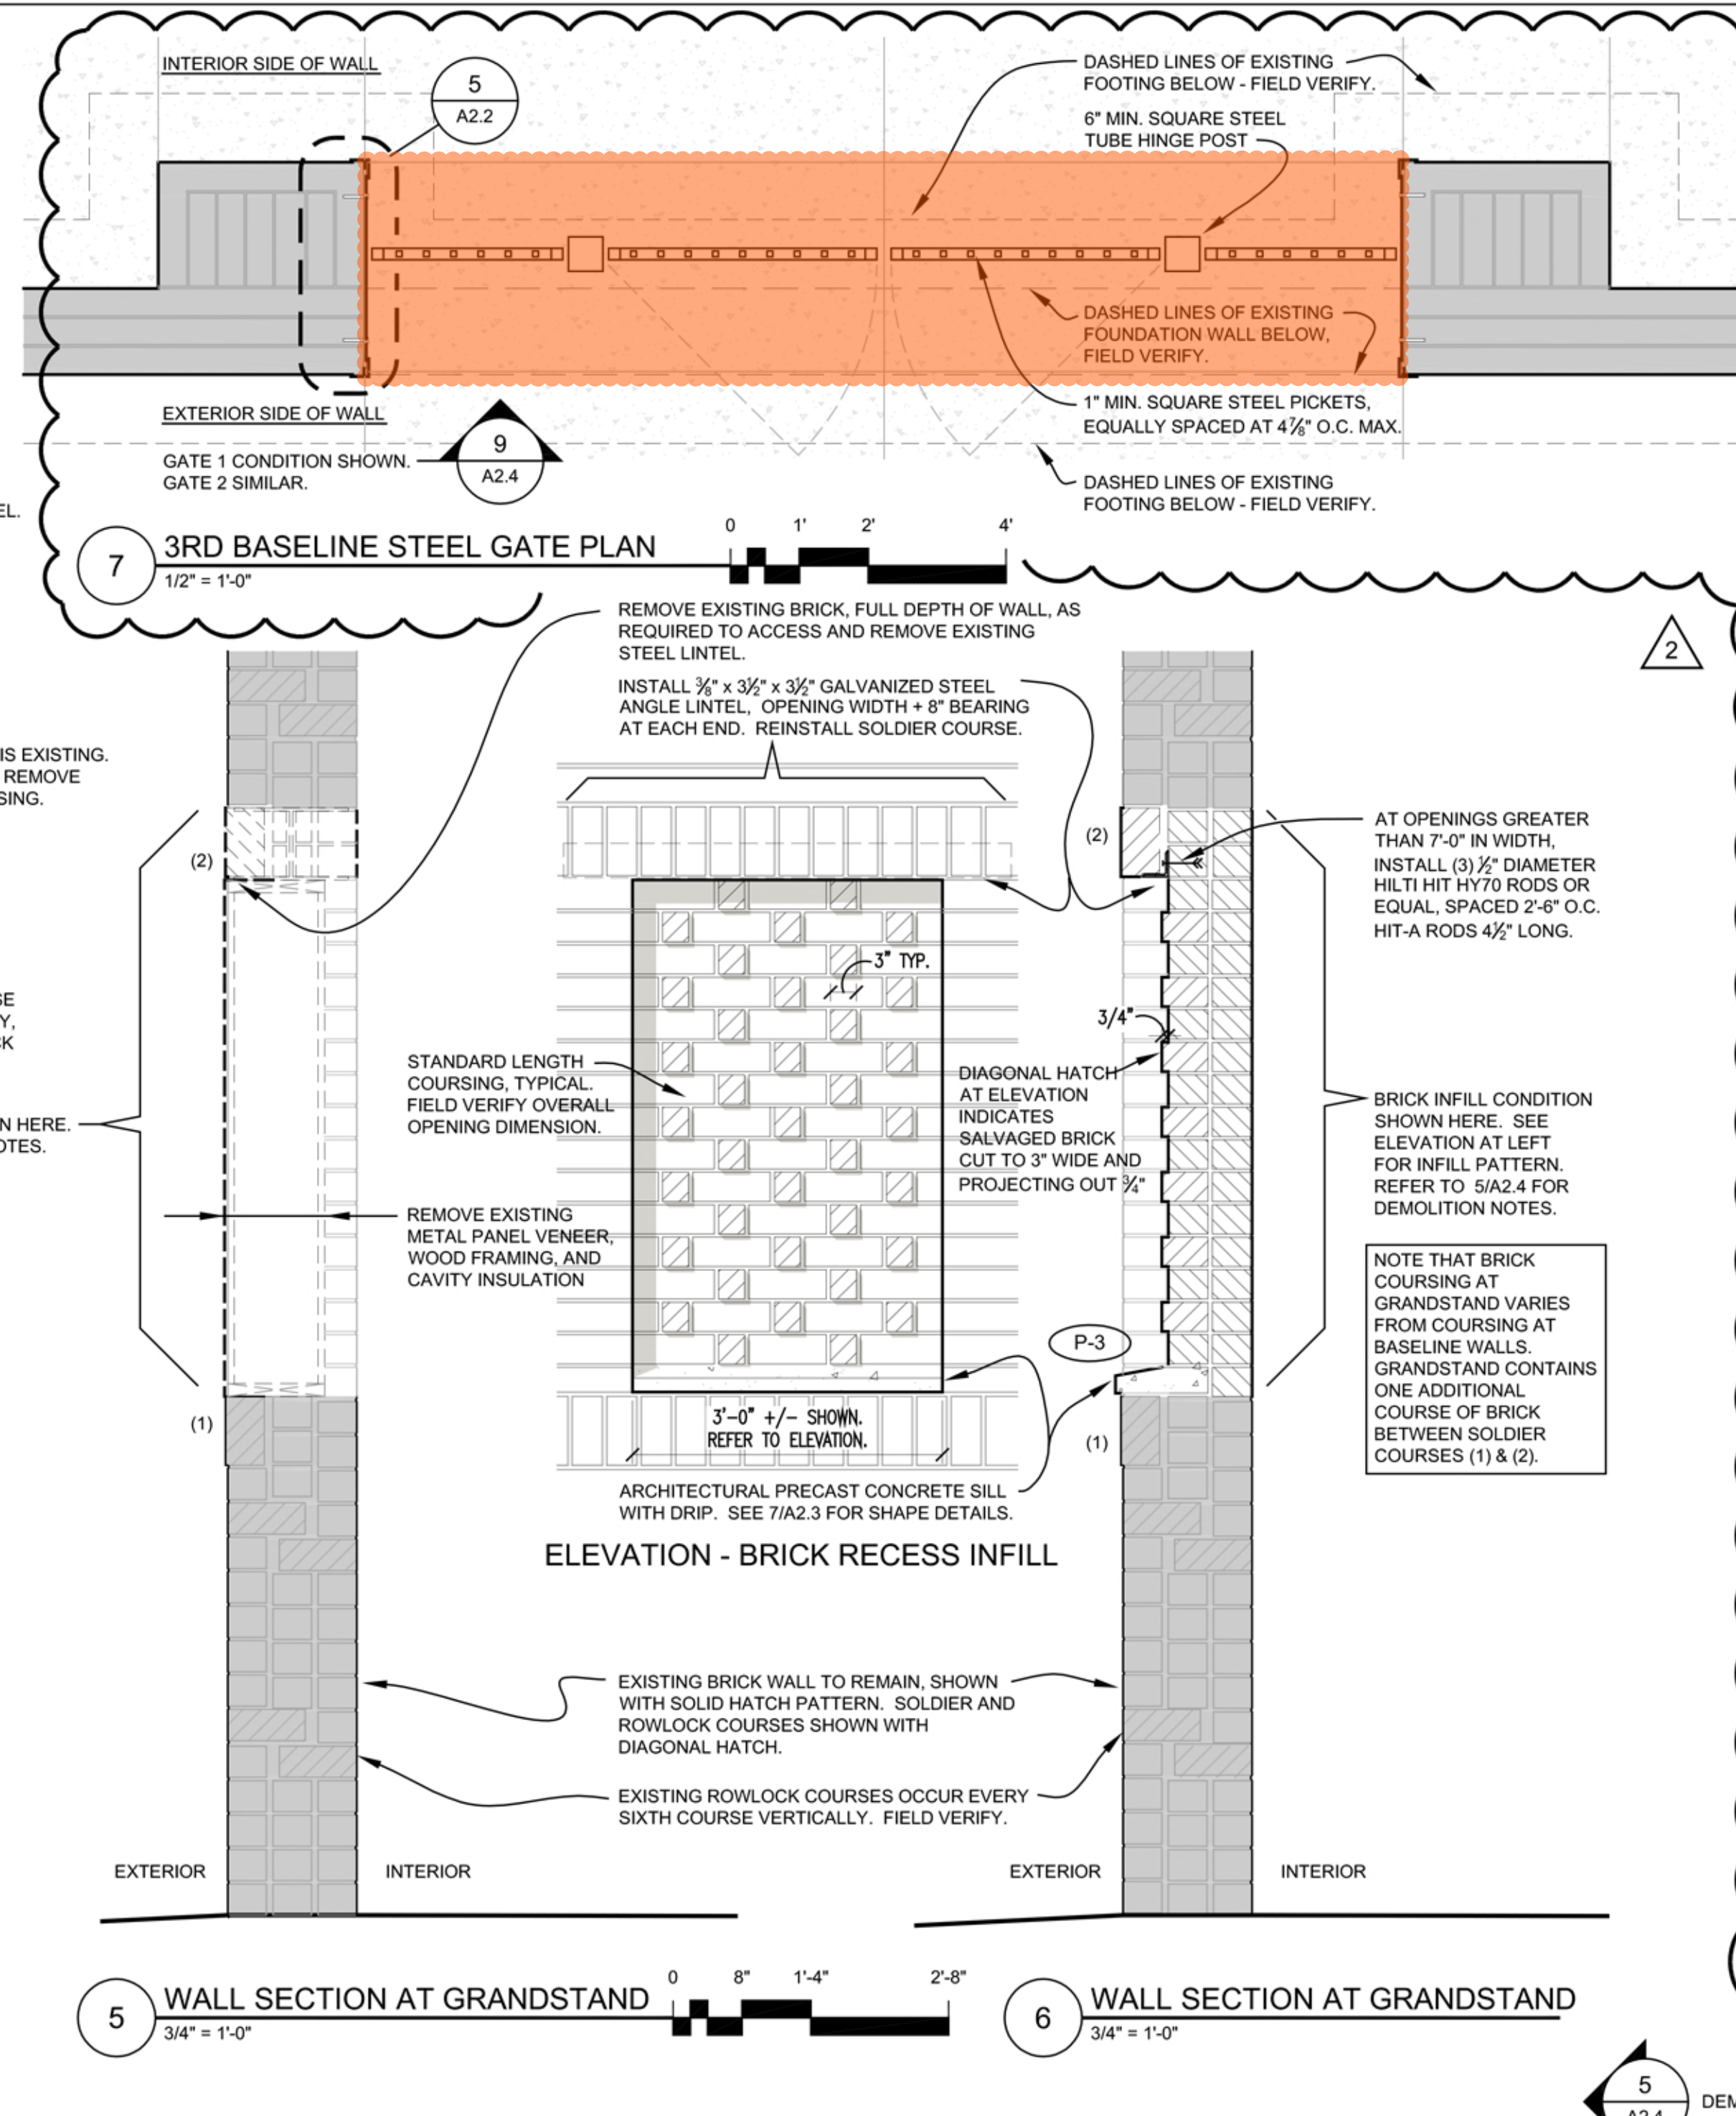 INTERIOR SIDE OF WALL
5
A2.2
DASHED LINES OF EXISTING
FOOTING BELOW - FIELD VERIFY.
6" MIN. SQUARE STEEL
TUBE HINGE POST
DASHED LINES OF EXISTING
FOUNDATION WALL BELOW,
FIELD VERIFY.
EXTERIOR SIDE OF WALL
1" MIN. SQUARE STEEL PICKETS,
EQUALLY SPACED AT 4⅞" O.C. MAX.
GATE 1 CONDITION SHOWN.
GATE 2 SIMILAR.
9
A2.4
DASHED LINES OF EXISTING
FOOTING BELOW - FIELD VERIFY.
EL.
7
3RD BASELINE STEEL GATE PLAN
1/2" = 1'-0"
0 1' 2' 4'
REMOVE EXISTING BRICK, FULL DEPTH OF WALL, AS
REQUIRED TO ACCESS AND REMOVE EXISTING
STEEL LINTEL.
2
INSTALL ⅜" x 3½" x 3½" GALVANIZED STEEL
ANGLE LINTEL, OPENING WIDTH + 8" BEARING
AT EACH END. REINSTALL SOLDIER COURSE.
IS EXISTING.
REMOVE
SING.
(2)
(2)
AT OPENINGS GREATER
THAN 7'-0" IN WIDTH,
INSTALL (3) ½" DIAMETER
HILTI HIT HY70 RODS OR
EQUAL, SPACED 2'-6" O.C.
HIT-A RODS 4½" LONG.
3" TYP.
SE
Y,
CK
3/4"
STANDARD LENGTH
COURSING, TYPICAL.
FIELD VERIFY OVERALL
OPENING DIMENSION.
DIAGONAL HATCH
AT ELEVATION
INDICATES
SALVAGED BRICK
CUT TO 3" WIDE AND
PROJECTING OUT ¾"
N HERE.
OTES.
BRICK INFILL CONDITION
SHOWN HERE. SEE
ELEVATION AT LEFT
FOR INFILL PATTERN.
REFER TO 5/A2.4 FOR
DEMOLITION NOTES.
REMOVE EXISTING
METAL PANEL VENEER,
WOOD FRAMING, AND
CAVITY INSULATION
NOTE THAT BRICK
COURSING AT
GRANDSTAND VARIES
FROM COURSING AT
BASELINE WALLS.
GRANDSTAND CONTAINS
ONE ADDITIONAL
COURSE OF BRICK
BETWEEN SOLDIER
COURSES (1) & (2).
P-3
(1)
3'-0" +/- SHOWN.
REFER TO ELEVATION.
(1)
ARCHITECTURAL PRECAST CONCRETE SILL
WITH DRIP. SEE 7/A2.3 FOR SHAPE DETAILS.
ELEVATION - BRICK RECESS INFILL
EXISTING BRICK WALL TO REMAIN, SHOWN
WITH SOLID HATCH PATTERN. SOLDIER AND
ROWLOCK COURSES SHOWN WITH
DIAGONAL HATCH.
EXISTING ROWLOCK COURSES OCCUR EVERY
SIXTH COURSE VERTICALLY. FIELD VERIFY.
EXTERIOR INTERIOR
EXTERIOR INTERIOR
5
WALL SECTION AT GRANDSTAND
3/4" = 1'-0"
0 8" 1'-4" 2'-8"
6
WALL SECTION AT GRANDSTAND
3/4" = 1'-0"
5
A2.4
DEM